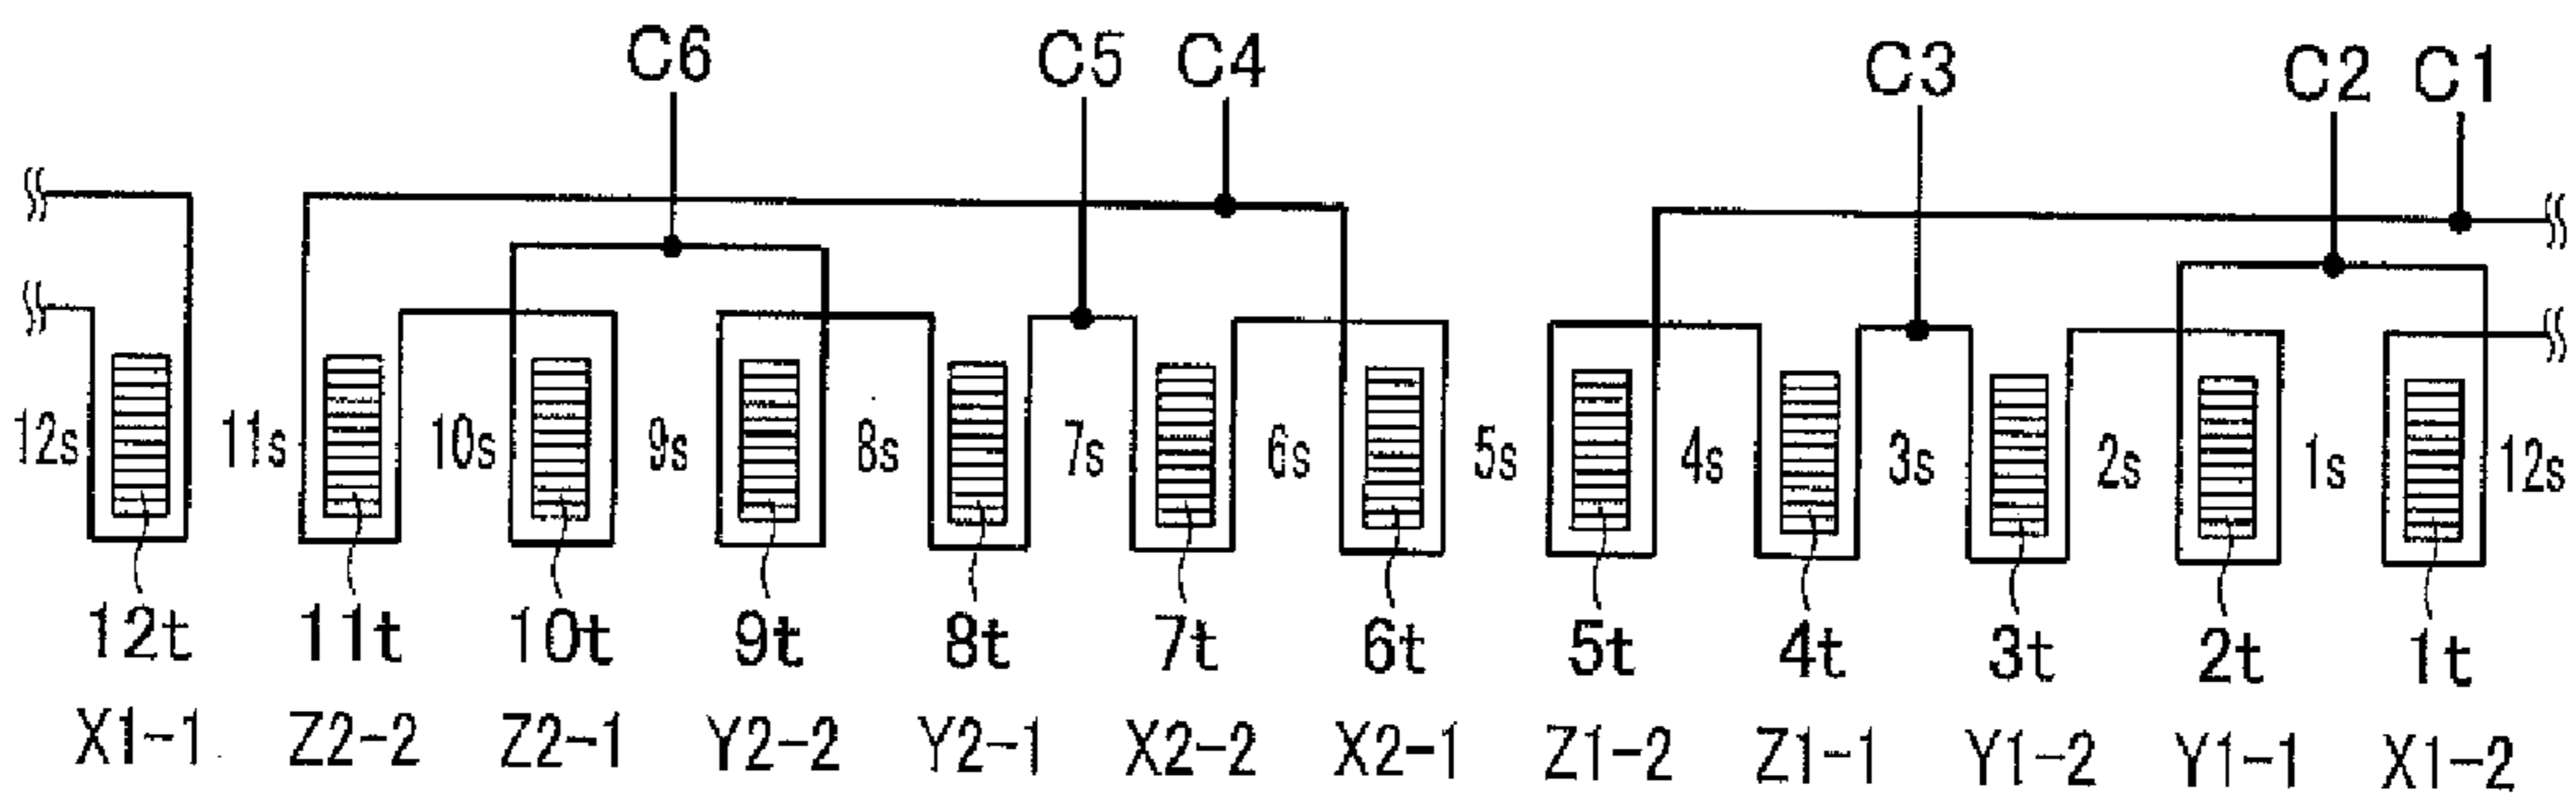 C6 C5 C4 C3 C2 C1
12s 11s 10s 9s 8s 7s 6s 5s 4s 3s 2s 1s 12s
12t 11t 10t 9t 8t 7t 6t 5t 4t 3t 2t 1t
X1-1 Z2-2 Z2-1 Y2-2 Y2-1 X2-2 X2-1 Z1-2 Z1-1 Y1-2 Y1-1 X1-2